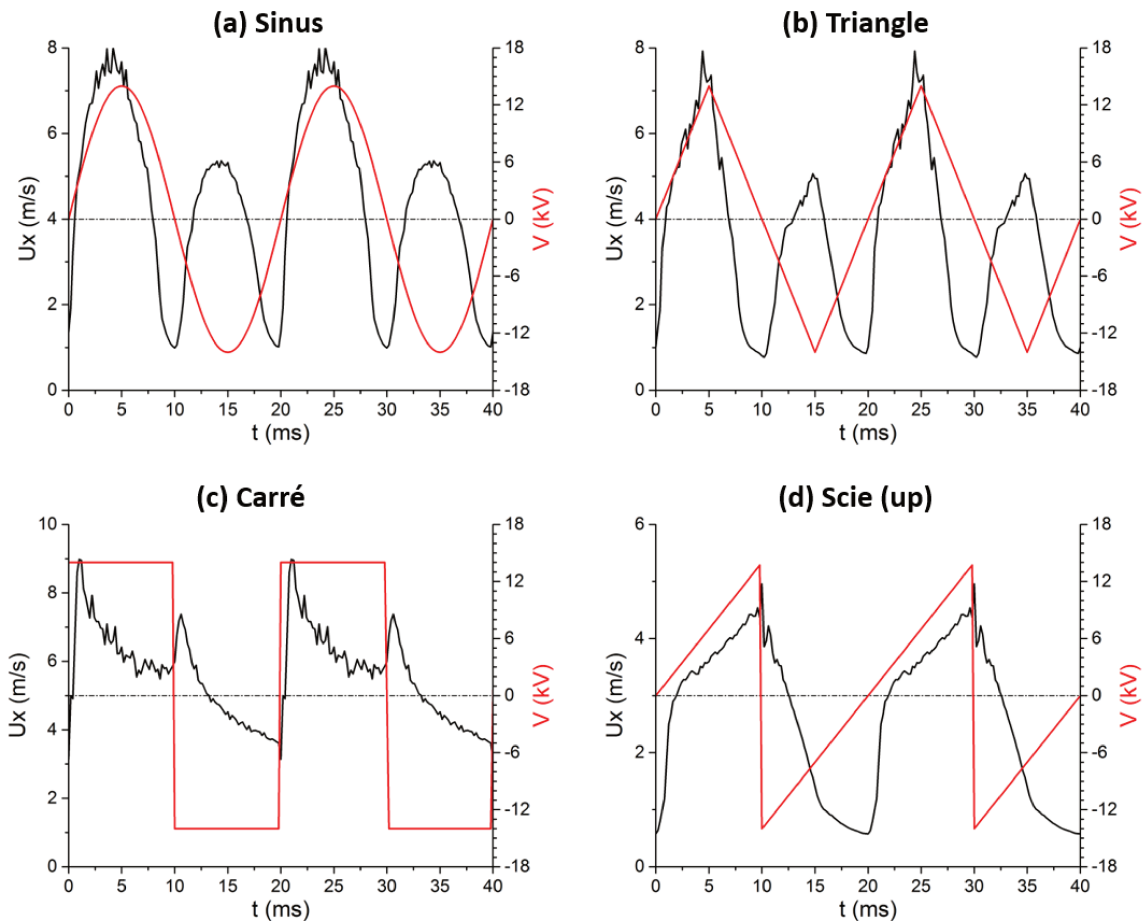 (a) Sinus
8
6
4
2
0
Ux (m/s)
18
12
6
0
-6
-12
-18
V (kV)
0 5 10 15 20 25 30 35 40
t (ms)
(b) Triangle
8
6
4
2
0
Ux (m/s)
18
12
6
0
-6
-12
-18
V (kV)
0 5 10 15 20 25 30 35 40
t (ms)
(c) Carré
10
8
6
4
2
0
Ux (m/s)
18
12
6
0
-6
-12
-18
V (kV)
0 5 10 15 20 25 30 35 40
t (ms)
(d) Scie (up)
6
4
2
0
Ux (m/s)
18
12
6
0
-6
-12
-18
V (kV)
0 5 10 15 20 25 30 35 40
t (ms)